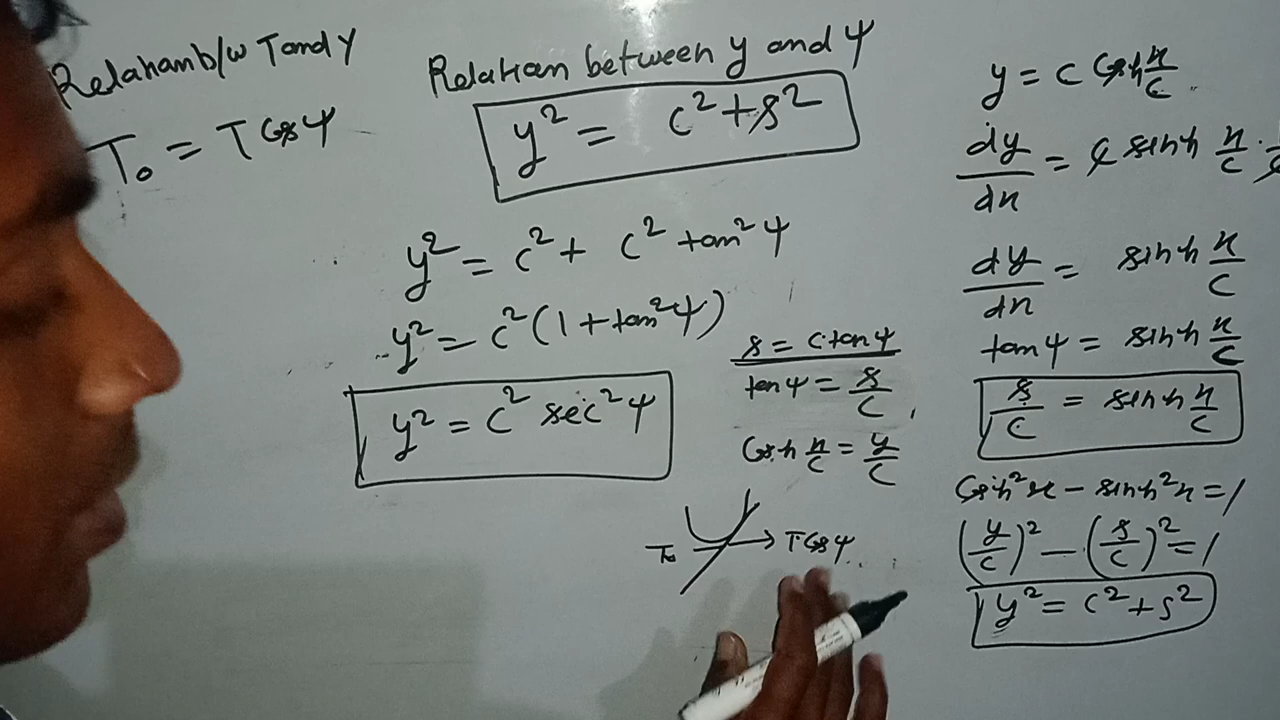 Relation b/w T and Y
T₀ = T cos ψ
Relation between y and ψ
y² = c² + s²
y² = c² + c² tan² ψ
y² = c² (1 + tan² ψ)
y² = c² sec² ψ
s = c tan ψ
tan ψ = s/c
cosh x/c = y/c
T₀
T cos ψ
y = c cosh x/c
dy/dx = c sinh x/c · 
dy/dx = sinh x/c
tan ψ = sinh x/c
s/c = sinh x/c
cosh² x − sinh² x = 1
(y/c)² − (s/c)² = 1
y² = c² + s²